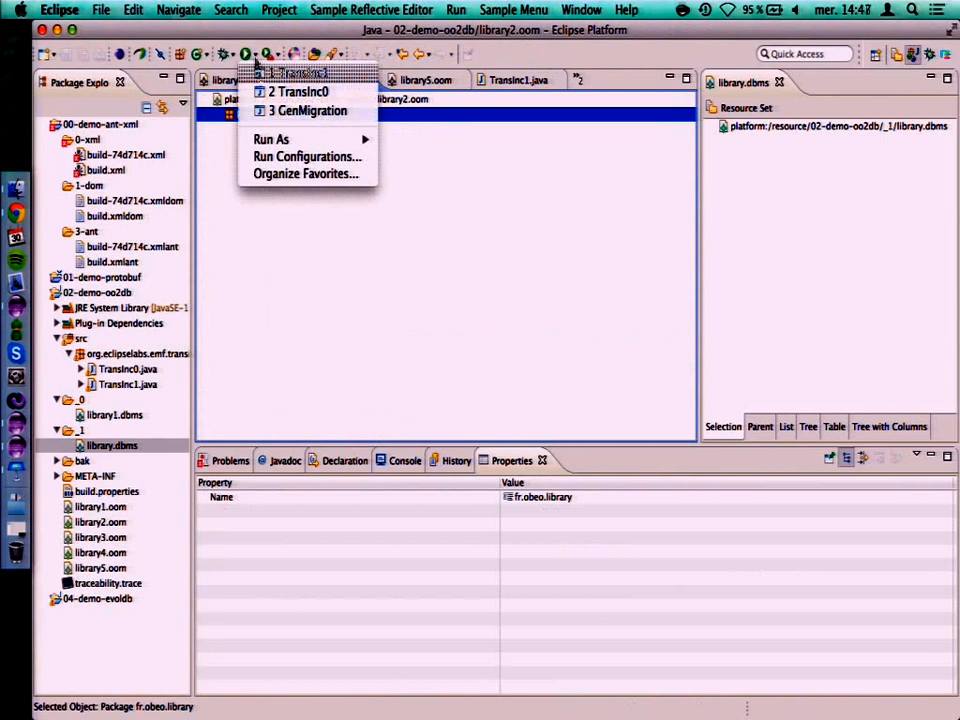 Eclipse File Edit Navigate Search Project Sample Reflective Editor Run Sample Menu Window Help 95 % mer. 14:48
Java - 02-demo-oo2db/library2.oom - Eclipse Platform
Quick Access
Package Explo
00-demo-ant-xml
0-xml
build-74d714c.xml
build.xml
1-dom
build-74d714c.xmldom
build.xmldom
3-ant
build-74d714c.xmlant
build.xmlant
01-demo-protobuf
02-demo-oo2db
JRE System Library [JavaSE-1
Plug-in Dependencies
src
org.eclipselabs.emf.trans
TransInc0.java
TransInc1.java
_0
library1.dbms
_1
library.dbms
bak
META-INF
build.properties
library1.oom
library2.oom
library3.oom
library4.oom
library5.oom
traceability.trace
04-demo-evoldb
library
library5.oom
TransInc1.java
»2
plat
library2.oom
1 TransInc1
2 TransInc0
3 GenMigration
Run As
Run Configurations...
Organize Favorites...
library.dbms
Resource Set
platform:/resource/02-demo-oo2db/_1/library.dbms
Selection Parent List Tree Table Tree with Columns
Problems Javadoc Declaration Console History Properties
Property Value
Name fr.obeo.library
Selected Object: Package fr.obeo.library